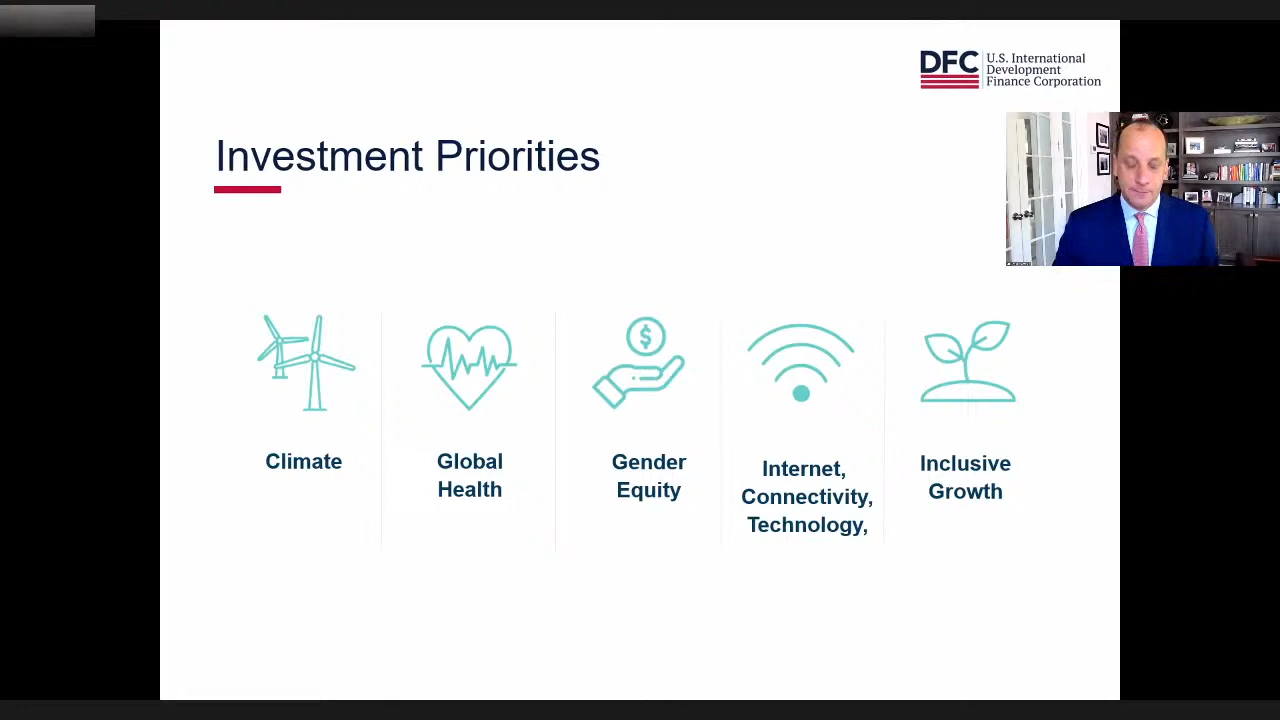 DFC
U.S. International
Development
Finance Corporation
Investment Priorities
$
Climate
Global
Health
Gender
Equity
Internet,
Connectivity,
Technology,
Inclusive
Growth